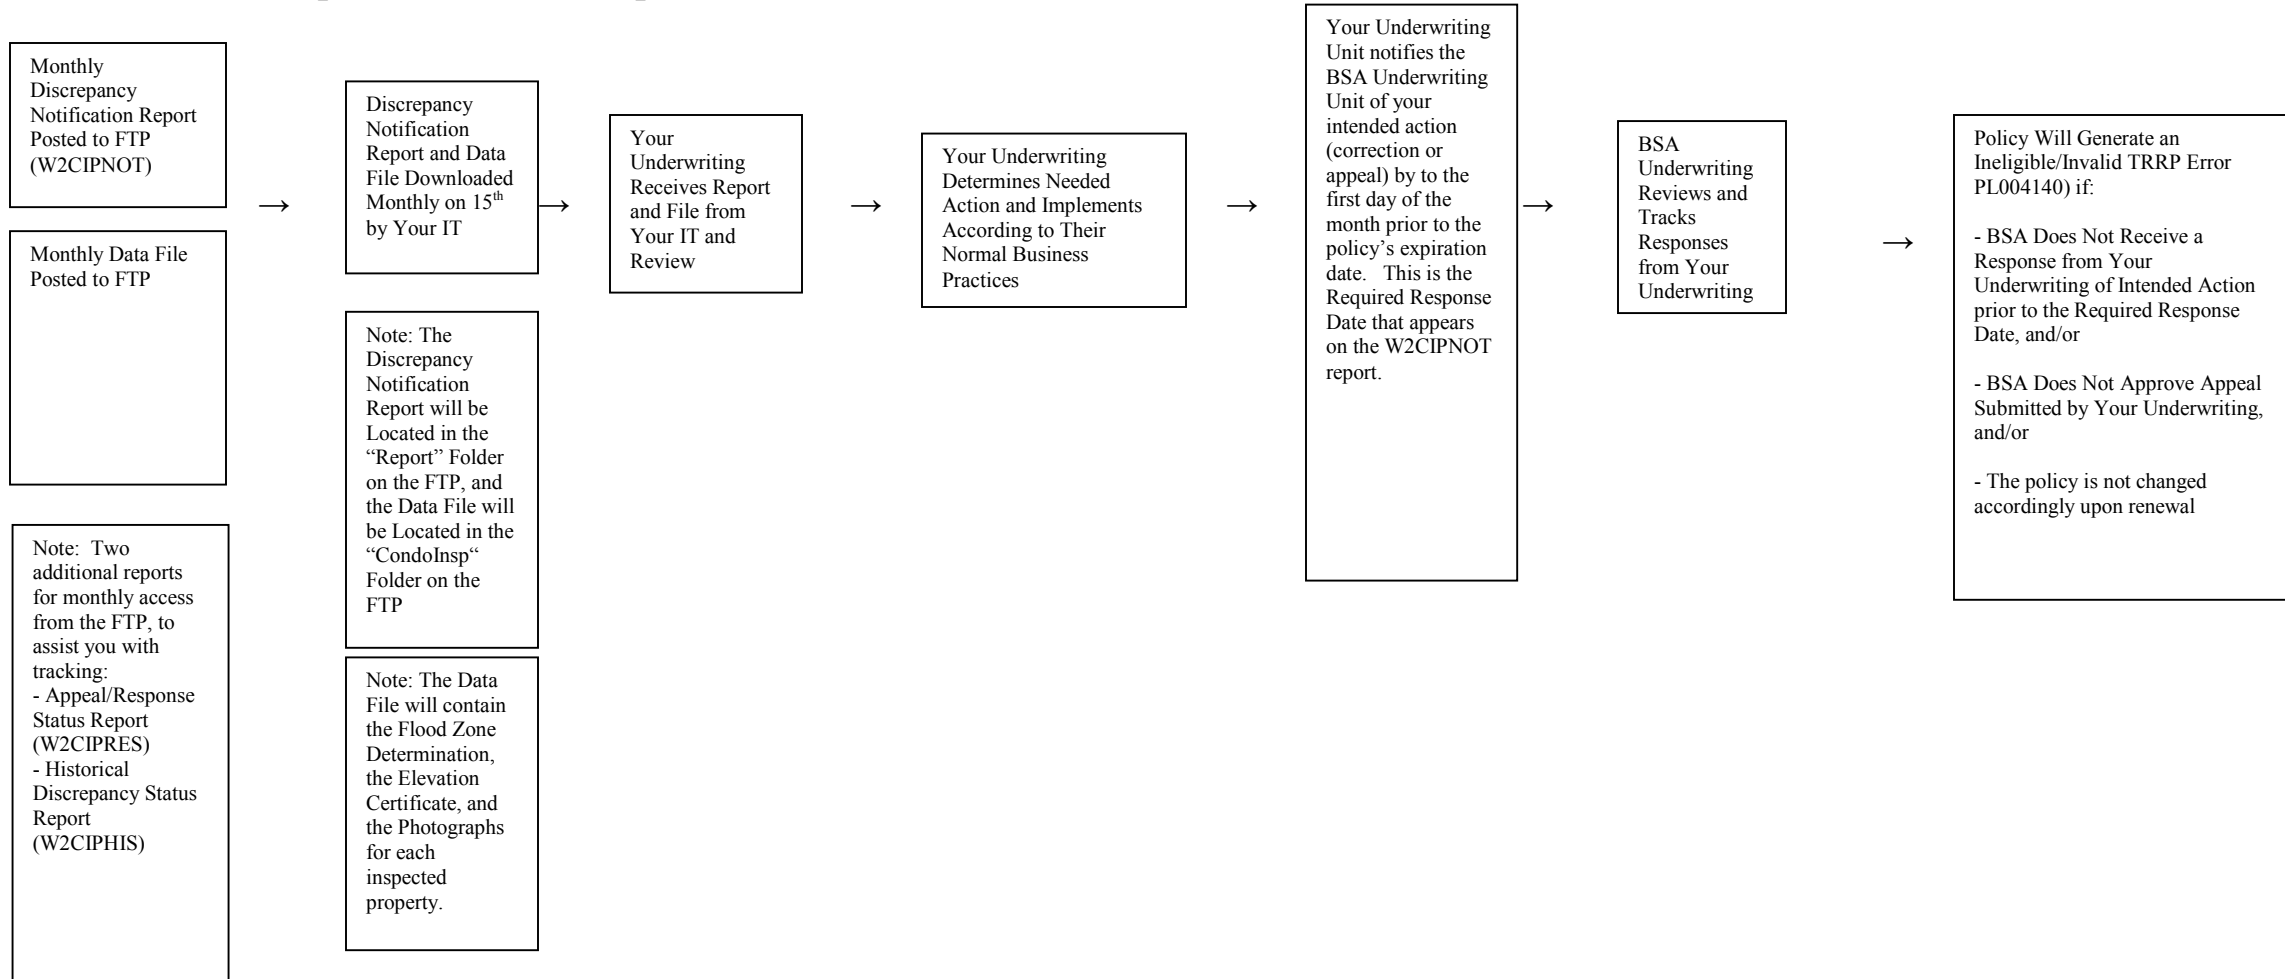 Monthly
Discrepancy
Notification Report
Posted to FTP
(W2CIPNOT)
Monthly Data File
Posted to FTP
Note:  Two
additional reports
for monthly access
from the FTP, to
assist you with
tracking:
- Appeal/Response
Status Report
(W2CIPRES)
- Historical
Discrepancy Status
Report
(W2CIPHIS)
→
Discrepancy
Notification
Report and Data
File Downloaded
Monthly on 15th
by Your IT
Note: The
Discrepancy
Notification
Report will be
Located in the
“Report” Folder
on the FTP, and
the Data File will
be Located in the
“CondoInsp“
Folder on the
FTP
Note: The Data
File will contain
the Flood Zone
Determination,
the Elevation
Certificate, and
the Photographs
for each
inspected
property.
→
Your
Underwriting
Receives Report
and File from
Your IT and
Review
→
Your Underwriting
Determines Needed
Action and Implements
According to Their
Normal Business
Practices
→
Your Underwriting
Unit notifies the
BSA Underwriting
Unit of your
intended action
(correction or
appeal) by to the
first day of the
month prior to the
policy’s expiration
date.   This is the
Required Response
Date that appears
on the W2CIPNOT
report.
→
BSA
Underwriting
Reviews and
Tracks
Responses
from Your
Underwriting
→
Policy Will Generate an
Ineligible/Invalid TRRP Error
PL004140) if:
- BSA Does Not Receive a
Response from Your
Underwriting of Intended Action
prior to the Required Response
Date, and/or
- BSA Does Not Approve Appeal
Submitted by Your Underwriting,
and/or
- The policy is not changed
accordingly upon renewal